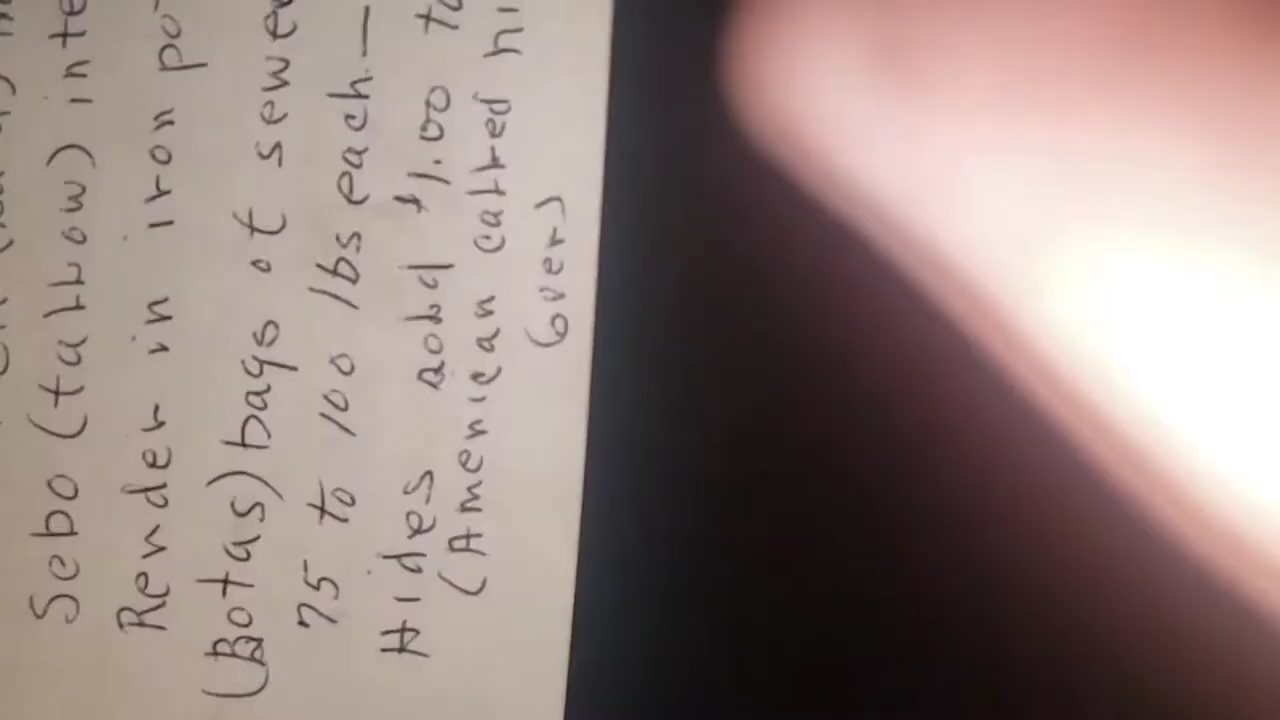 Sebo (tallow) inte
Render in iron po
(Botas) bags of sewe
75 to 100 lbs each—
Hides sold $1.00 to
(American called hi
over)